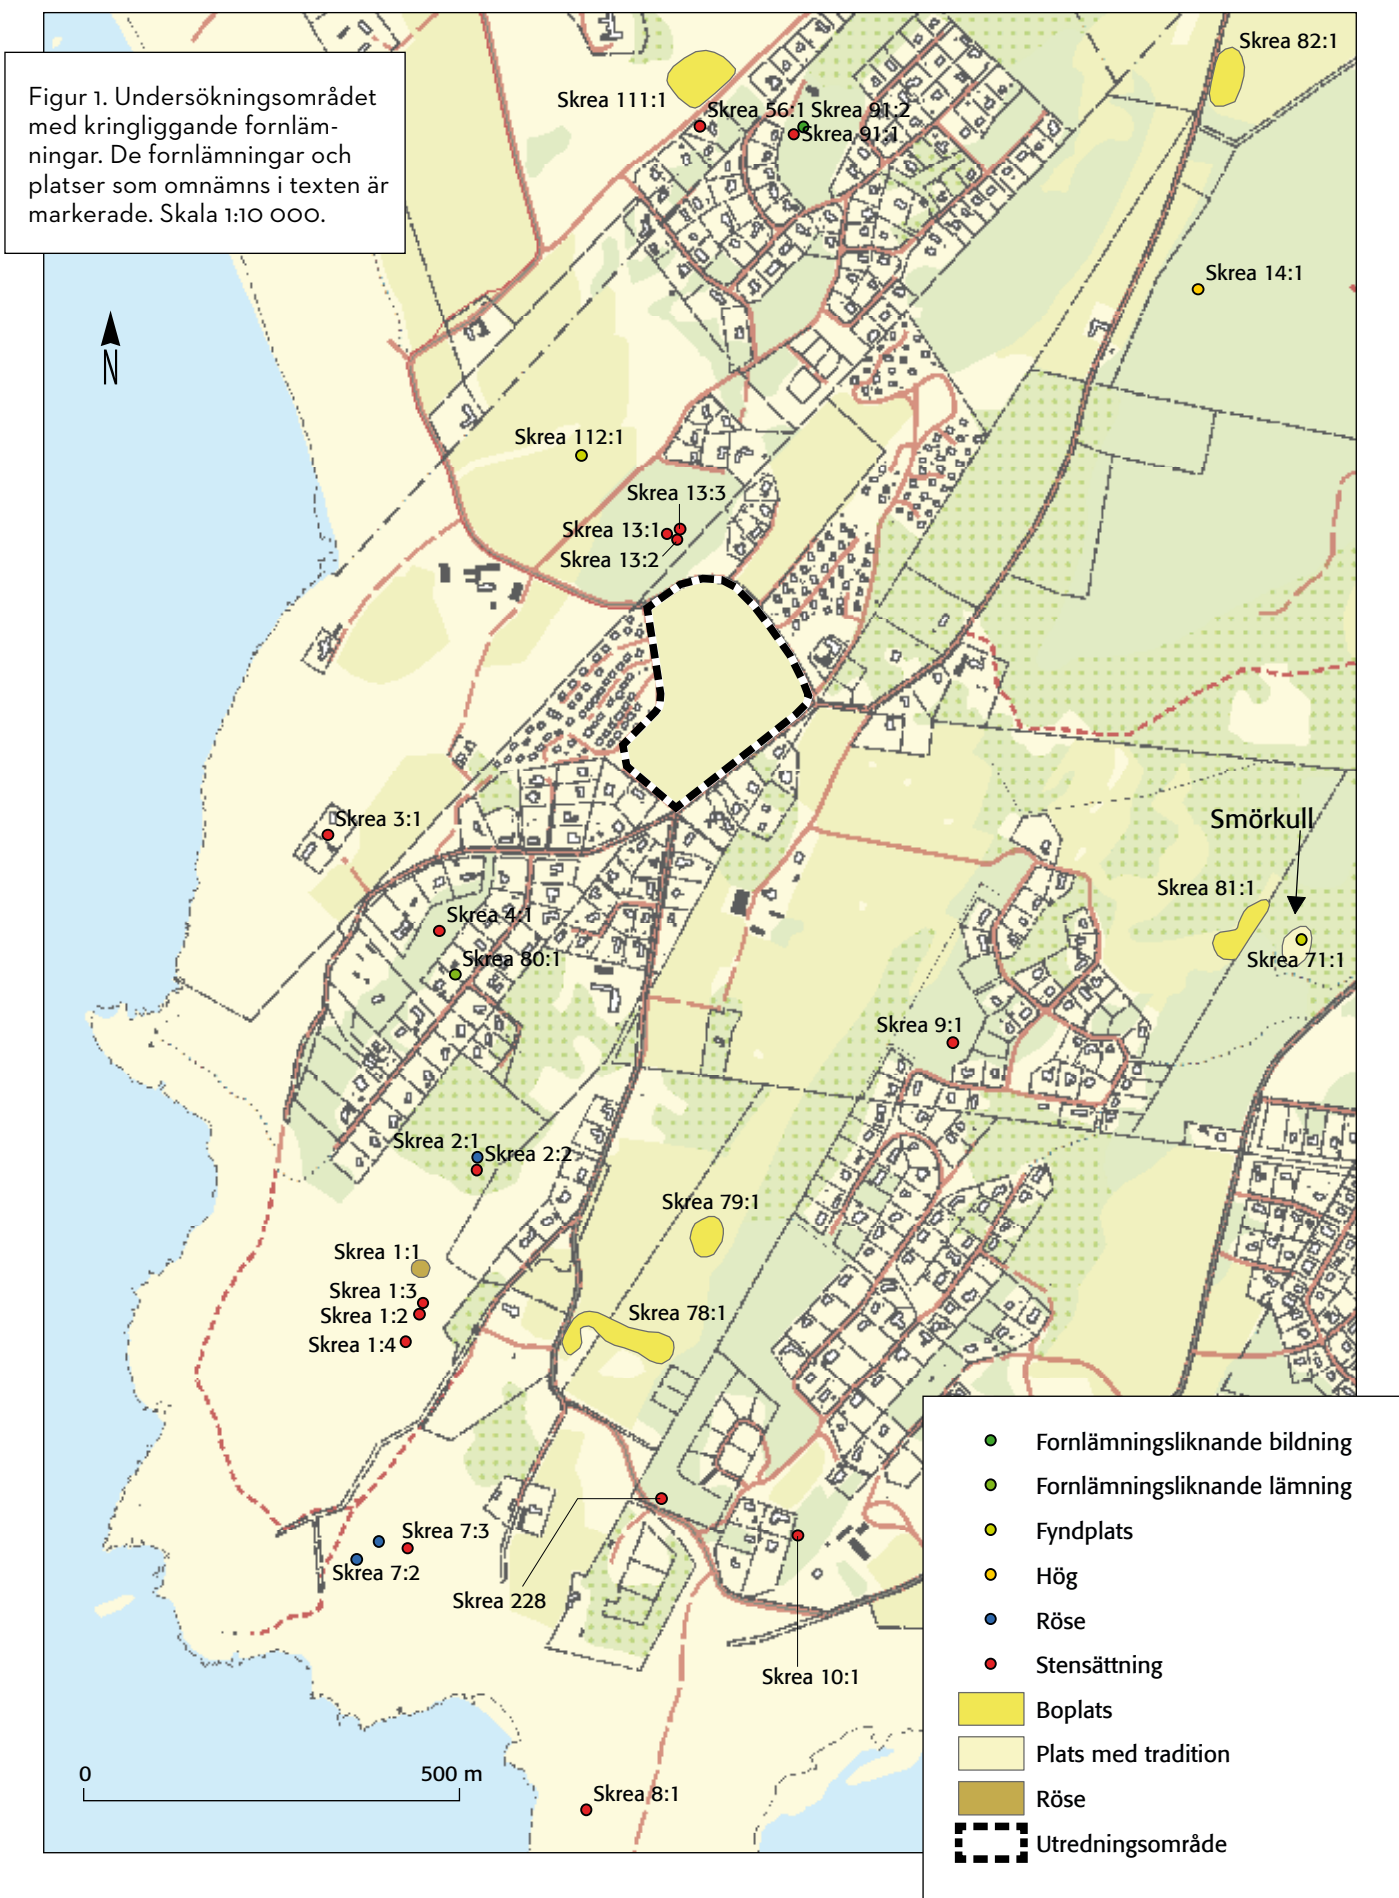 Figur 1. Undersökningsområdet
med kringliggande fornläm-
ningar. De fornlämningar och
platser som omnämns i texten är
markerade. Skala 1:10 000.
N
Skrea 82:1
Skrea 111:1
Skrea 56:1
Skrea 91:2
Skrea 91:1
Skrea 14:1
Skrea 112:1
Skrea 13:3
Skrea 13:1
Skrea 13:2
Skrea 3:1
Smörkull
Skrea 81:1
Skrea 4:1
Skrea 80:1
Skrea 71:1
Skrea 9:1
Skrea 2:1
Skrea 2:2
Skrea 79:1
Skrea 1:1
Skrea 1:3
Skrea 1:2
Skrea 78:1
Skrea 1:4
Skrea 7:3
Skrea 7:2
Skrea 228
Skrea 10:1
Skrea 8:1
0 500 m
Fornlämningsliknande bildning
Fornlämningsliknande lämning
Fyndplats
Hög
Röse
Stensättning
Boplats
Plats med tradition
Röse
Utredningsområde